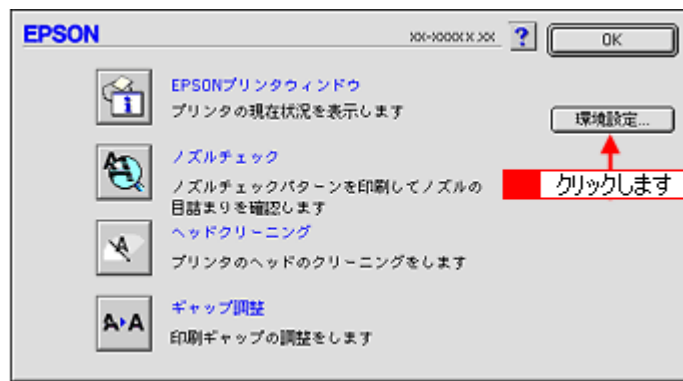 EPSON
XX-XXXX X.XX
?
OK
EPSONプリンタウィンドウ
プリンタの現在状況を表示します
環境設定...
クリックします
ノズルチェック
ノズルチェックパターンを印刷してノズルの
目詰まりを確認します
ヘッドクリーニング
プリンタのヘッドのクリーニングをします
ギャップ調整
印刷ギャップの調整をします